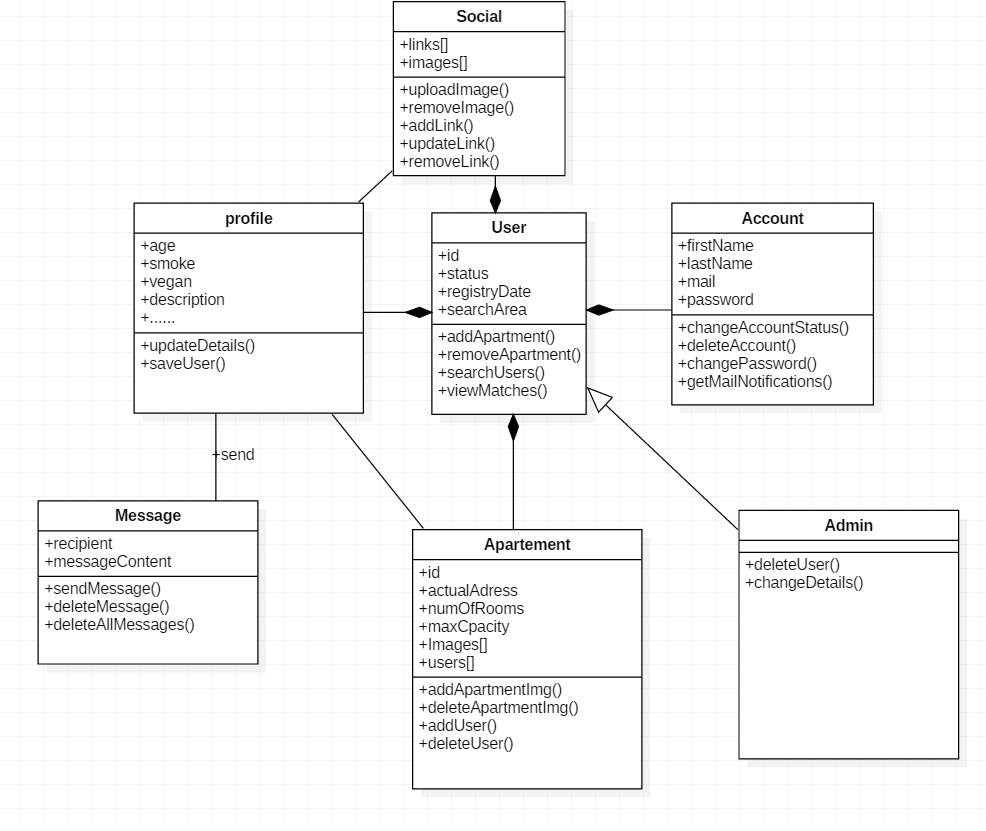 Social
+links[]
+images[]
+uploadImage()
+removeImage()
+addLink()
+updateLink()
+removeLink()
profile
+age
+smoke
+vegan
+description
+......
+updateDetails()
+saveUser()
User
+id
+status
+registryDate
+searchArea
+addApartment()
+removeApartment()
+searchUsers()
+viewMatches()
Account
+firstName
+lastName
+mail
+password
+changeAccountStatus()
+deleteAccount()
+changePassword()
+getMailNotifications()
+send
Message
+recipient
+messageContent
+sendMessage()
+deleteMessage()
+deleteAllMessages()
Apartement
+id
+actualAdress
+numOfRooms
+maxCpacity
+Images[]
+users[]
+addApartmentImg()
+deleteApartmentImg()
+addUser()
+deleteUser()
Admin
+deleteUser()
+changeDetails()